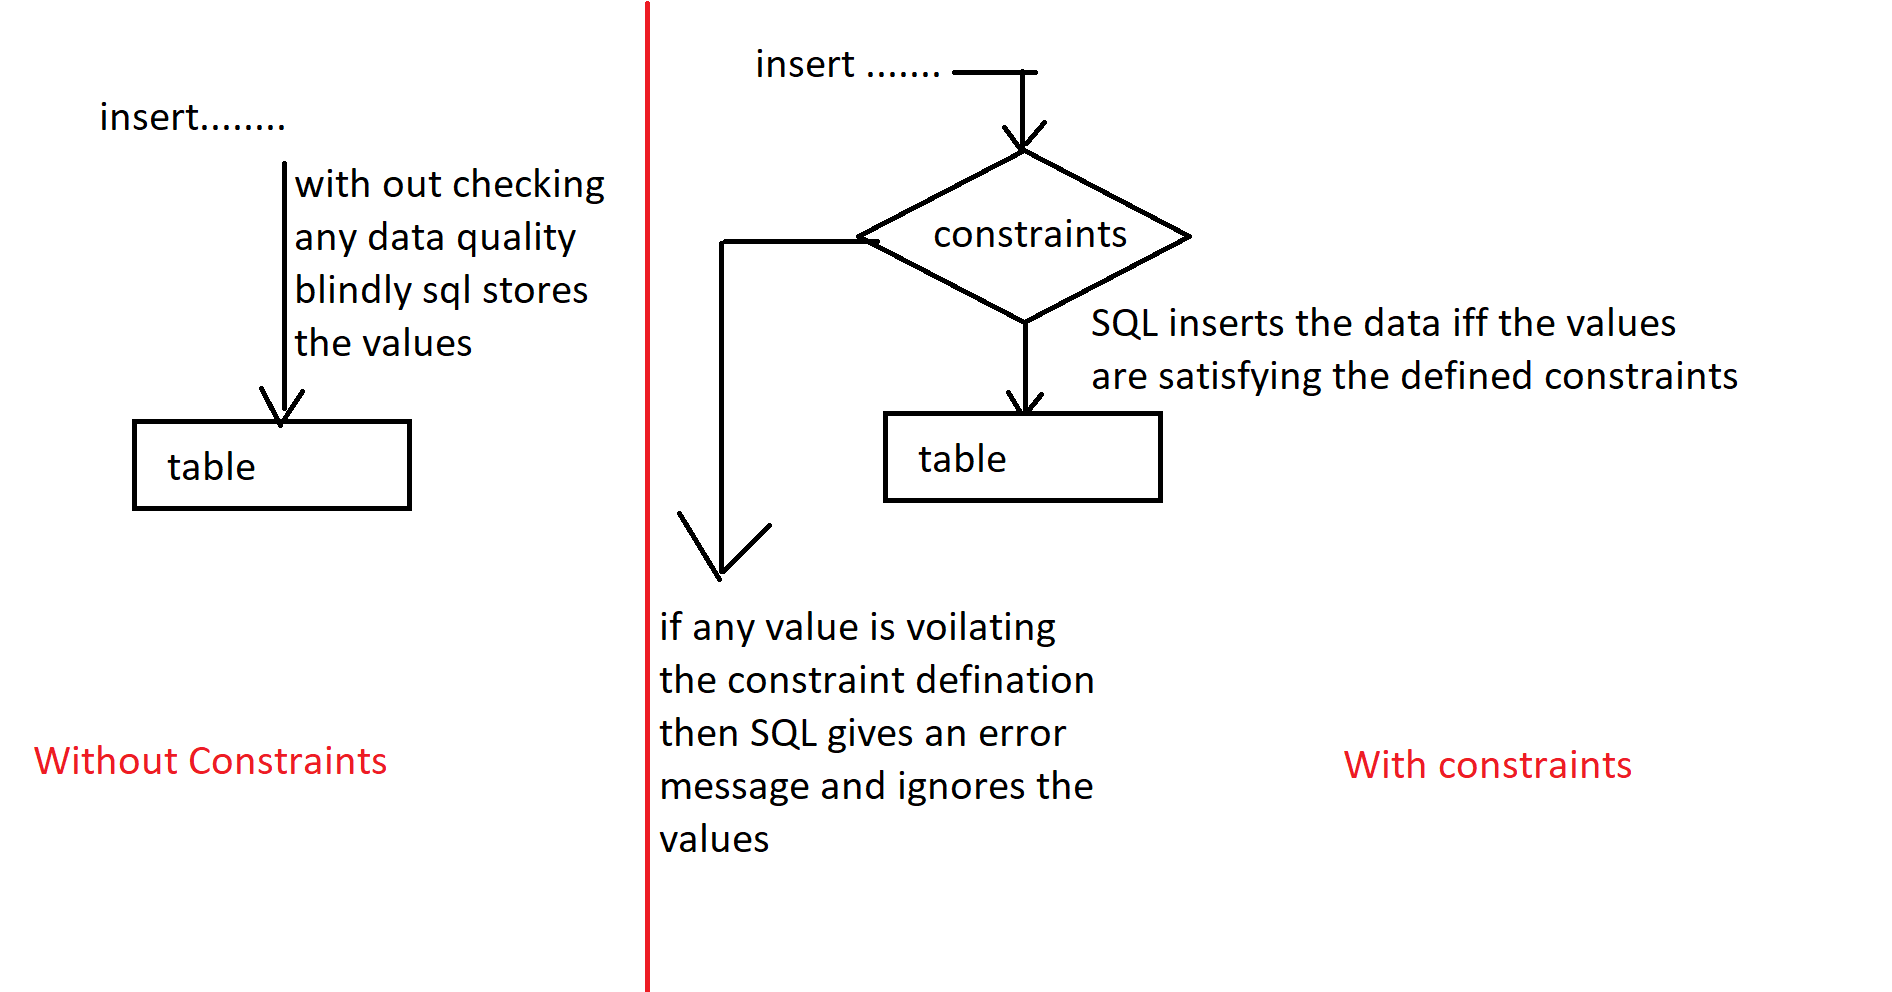 insert........
with out checking
any data quality
blindly sql stores
the values
table
Without Constraints
insert .......
constraints
SQL inserts the data iff the values
are satisfying the defined constraints
table
if any value is voilating
the constraint defination
then SQL gives an error
message and ignores the
values
With constraints